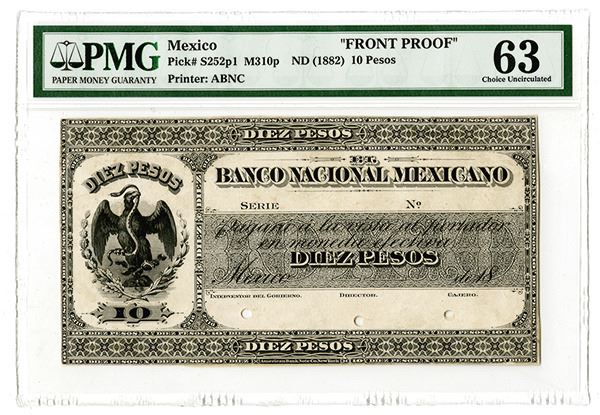 PMG
PAPER MONEY GUARANTY
Mexico "FRONT PROOF"
Pick# S252p1 M310p ND (1882) 10 Pesos
Printer: ABNC
63
Choice Uncirculated
DIEZ PESOS
DIEZ PESOS
10
EL
BANCO NACIONAL MEXICANO
SERIE Nº
Pagará á la vista al portador
en moneda efectiva
DIEZ PESOS
México de 18
INTERVENTOR DEL GOBIERNO. DIRECTOR. CAJERO.
DIEZ PESOS